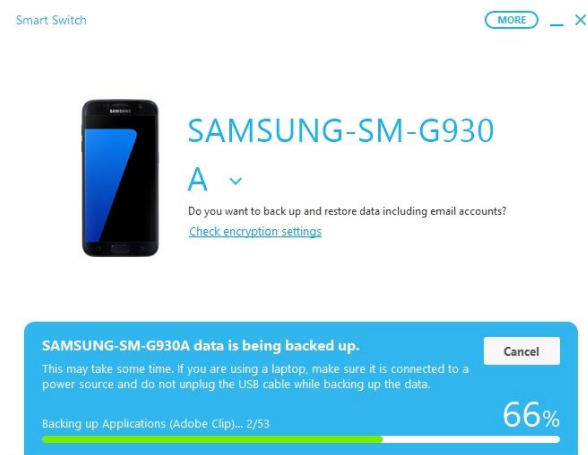 Smart Switch
MORE
SAMSUNG
SAMSUNG-SM-G930
A
Do you want to back up and restore data including email accounts?
Check encryption settings
SAMSUNG-SM-G930A data is being backed up.
Cancel
This may take some time. If you are using a laptop, make sure it is connected to a
power source and do not unplug the USB cable while backing up the data.
Backing up Applications (Adobe Clip)... 2/53
66%